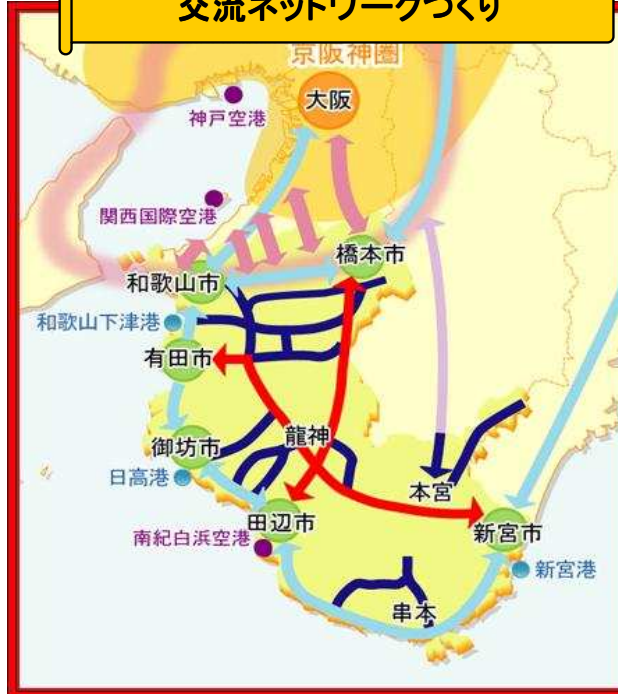 交流ネットワークづくり
京阪神圏
大阪
神戸空港
関西国際空港
橋本市
和歌山市
和歌山下津港
有田市
龍神
御坊市
日高港
本宮
田辺市
新宮市
南紀白浜空港
新宮港
串本